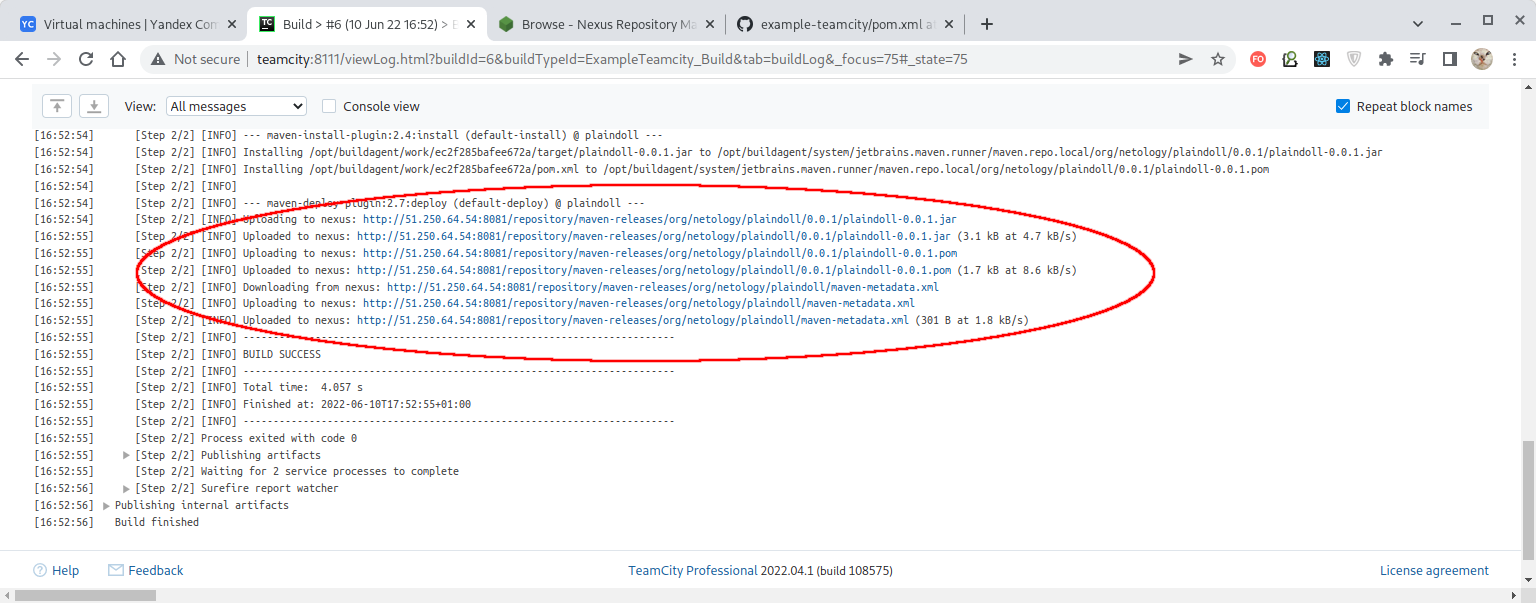 Virtual machines | Yandex Com
Build > #6 (10 Jun 22 16:52) > E
Browse - Nexus Repository Ma
example-teamcity/pom.xml at
Not secure | teamcity:8111/viewLog.html?buildId=6&buildTypeId=ExampleTeamcity_Build&tab=buildLog&_focus=75#_state=75
View: All messages Console view Repeat block names
[16:52:54] [Step 2/2] [INFO] --- maven-install-plugin:2.4:install (default-install) @ plaindoll ---
[16:52:54] [Step 2/2] [INFO] Installing /opt/buildagent/work/ec2f285bafee672a/target/plaindoll-0.0.1.jar to /opt/buildagent/system/jetbrains.maven.runner/maven.repo.local/org/netology/plaindoll/0.0.1/plaindoll-0.0.1.jar
[16:52:54] [Step 2/2] [INFO] Installing /opt/buildagent/work/ec2f285bafee672a/pom.xml to /opt/buildagent/system/jetbrains.maven.runner/maven.repo.local/org/netology/plaindoll/0.0.1/plaindoll-0.0.1.pom
[16:52:54] [Step 2/2] [INFO]
[16:52:54] [Step 2/2] [INFO] --- maven-deploy-plugin:2.7:deploy (default-deploy) @ plaindoll ---
[16:52:54] [Step 2/2] [INFO] Uploading to nexus: http://51.250.64.54:8081/repository/maven-releases/org/netology/plaindoll/0.0.1/plaindoll-0.0.1.jar
[16:52:54] [Step 2/2] [INFO] Uploaded to nexus: http://51.250.64.54:8081/repository/maven-releases/org/netology/plaindoll/0.0.1/plaindoll-0.0.1.jar (3.1 kB at 4.7 kB/s)
[16:52:55] [Step 2/2] [INFO] Uploading to nexus: http://51.250.64.54:8081/repository/maven-releases/org/netology/plaindoll/0.0.1/plaindoll-0.0.1.pom
[16:52:55] [Step 2/2] [INFO] Uploaded to nexus: http://51.250.64.54:8081/repository/maven-releases/org/netology/plaindoll/0.0.1/plaindoll-0.0.1.pom (1.7 kB at 8.6 kB/s)
[16:52:55] [Step 2/2] [INFO] Downloading from nexus: http://51.250.64.54:8081/repository/maven-releases/org/netology/plaindoll/maven-metadata.xml
[16:52:55] [Step 2/2] [INFO] Uploading to nexus: http://51.250.64.54:8081/repository/maven-releases/org/netology/plaindoll/maven-metadata.xml
[16:52:55] [Step 2/2] [INFO] Uploaded to nexus: http://51.250.64.54:8081/repository/maven-releases/org/netology/plaindoll/maven-metadata.xml (301 B at 1.8 kB/s)
[16:52:55] [Step 2/2] [INFO] ------------------------------------------------------------------------
[16:52:55] [Step 2/2] [INFO] BUILD SUCCESS
[16:52:55] [Step 2/2] [INFO] ------------------------------------------------------------------------
[16:52:55] [Step 2/2] [INFO] Total time:  4.057 s
[16:52:55] [Step 2/2] [INFO] Finished at: 2022-06-10T17:52:55+01:00
[16:52:55] [Step 2/2] [INFO] ------------------------------------------------------------------------
[16:52:55] [Step 2/2] Process exited with code 0
[16:52:55] [Step 2/2] Publishing artifacts
[16:52:55] [Step 2/2] Waiting for 2 service processes to complete
[16:52:56] [Step 2/2] Surefire report watcher
[16:52:56] Publishing internal artifacts
[16:52:56] Build finished
Help Feedback TeamCity Professional 2022.04.1 (build 108575) License agreement